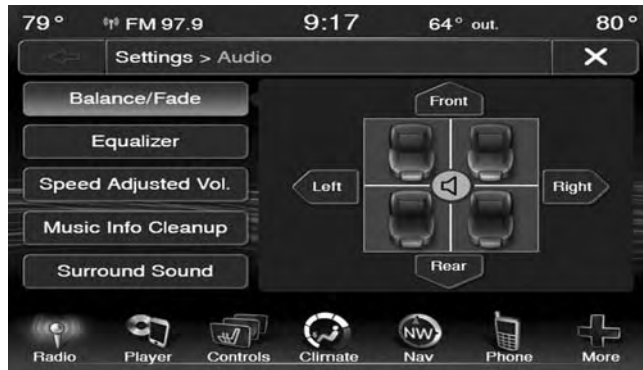 79° FM 97.9 9:17 64° out. 80°
Settings > Audio
Balance/Fade
Equalizer
Speed Adjusted Vol.
Music Info Cleanup
Surround Sound
Front
Left
Right
Rear
Radio Player Controls Climate NW Nav Phone More